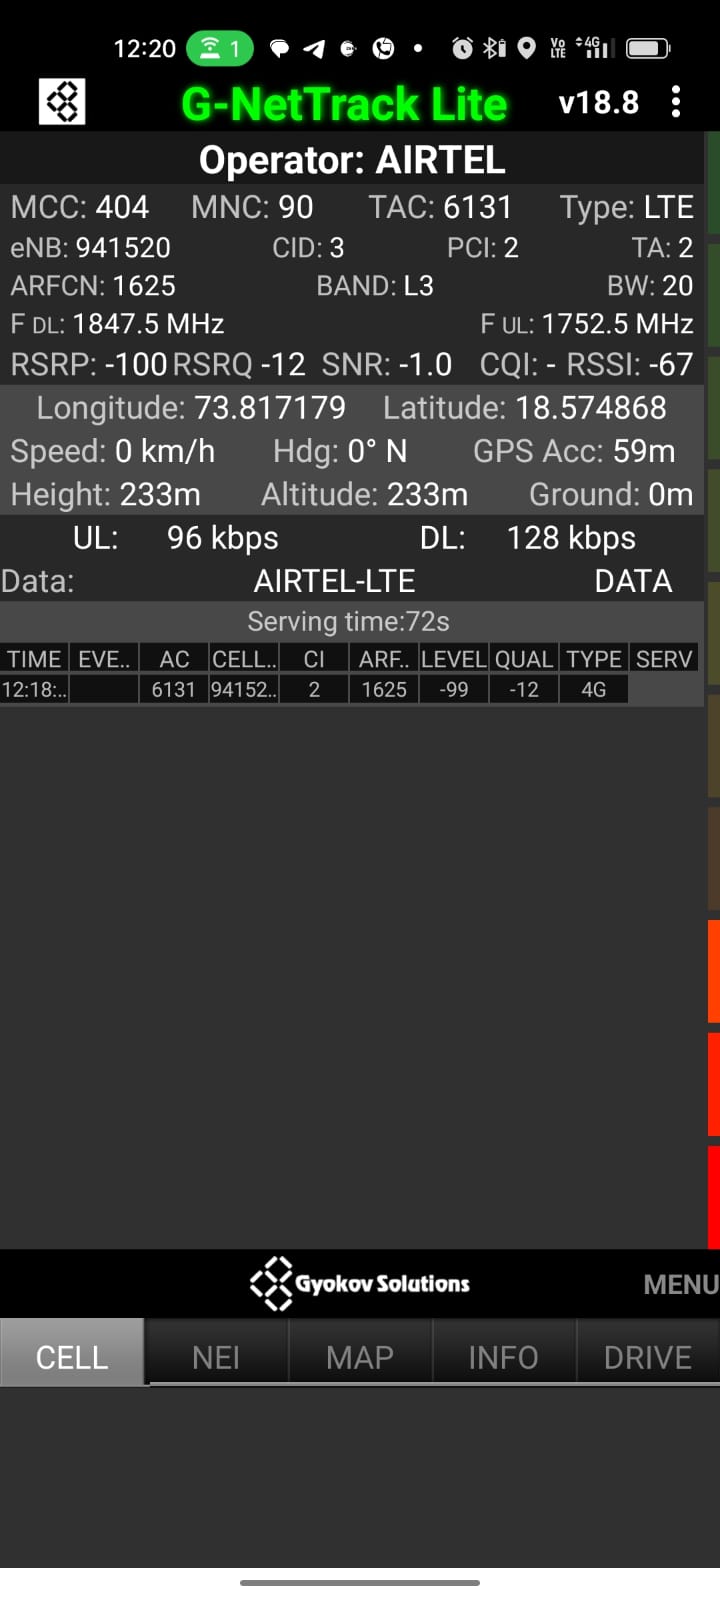 12:20 1 Vo LTE 4G
G-NetTrack Lite v18.8
Operator: AIRTEL
MCC: 404 MNC: 90 TAC: 6131 Type: LTE
eNB: 941520 CID: 3 PCI: 2 TA: 2
ARFCN: 1625 BAND: L3 BW: 20
F DL: 1847.5 MHz F UL: 1752.5 MHz
RSRP: -100 RSRQ -12 SNR: -1.0 CQI: - RSSI: -67
Longitude: 73.817179 Latitude: 18.574868
Speed: 0 km/h Hdg: 0° N GPS Acc: 59m
Height: 233m Altitude: 233m Ground: 0m
UL: 96 kbps DL: 128 kbps
Data: AIRTEL-LTE DATA
Serving time:72s
TIME EVE.. AC CELL.. CI ARF.. LEVEL QUAL TYPE SERV
12:18:.. 6131 94152.. 2 1625 -99 -12 4G
Gyokov Solutions MENU
CELL NEI MAP INFO DRIVE